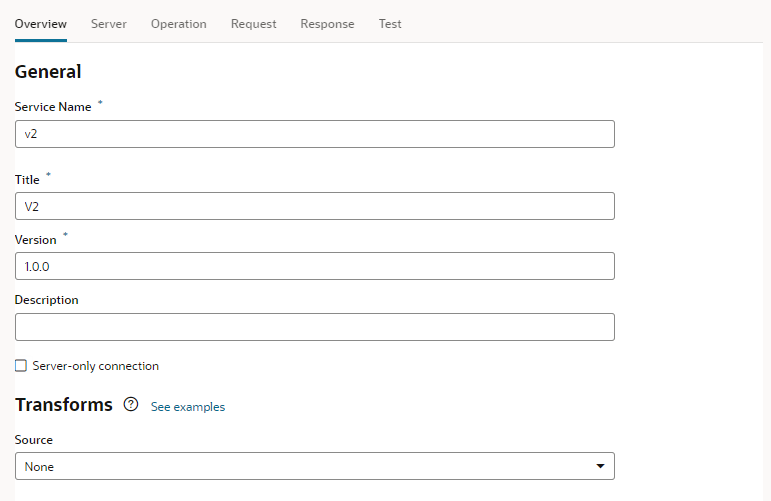 Overview Server Operation Request Response Test
General
Service Name *
v2
Title *
V2
Version *
1.0.0
Description
Server-only connection
Transforms ? See examples
Source
None